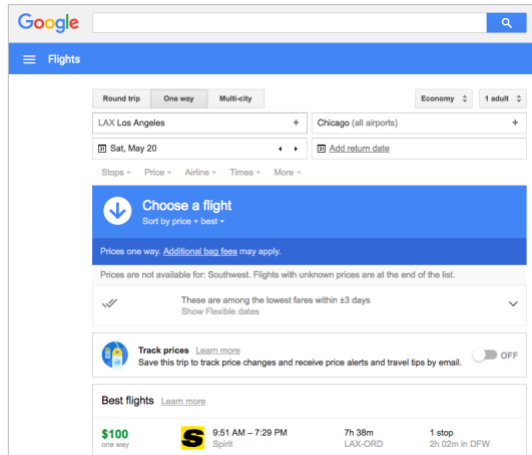 Google
Flights
Round trip One way Multi-city Economy 1 adult
LAX Los Angeles + Chicago (all airports) +
Sat, May 20 Add return date
Stops Price Airline Times More
Choose a flight
Sort by price + best
Prices one way. Additional bag fees may apply.
Prices are not available for: Southwest. Flights with unknown prices are at the end of the list.
These are among the lowest fares within ±3 days
Show Flexible dates
Track prices Learn more
Save this trip to track price changes and receive price alerts and travel tips by email. OFF
Best flights Learn more
$100 9:51 AM – 7:29 PM 7h 38m 1 stop
one way Spirit LAX-ORD 2h 02m in DFW